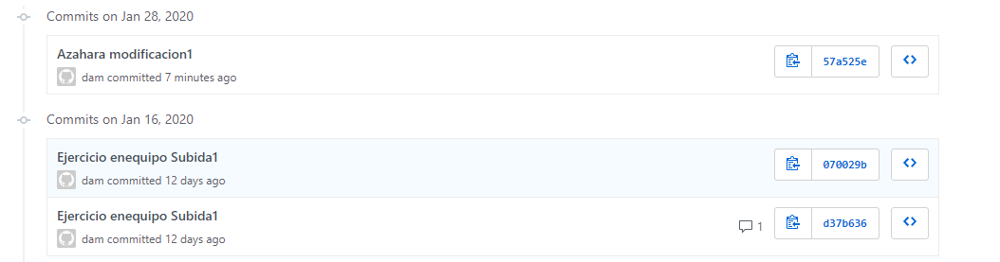 Commits on Jan 28, 2020
Azahara modificacion1
dam committed 7 minutes ago
57a525e
Commits on Jan 16, 2020
Ejercicio enequipo Subida1
dam committed 12 days ago
070029b
Ejercicio enequipo Subida1
dam committed 12 days ago
1
d37b636